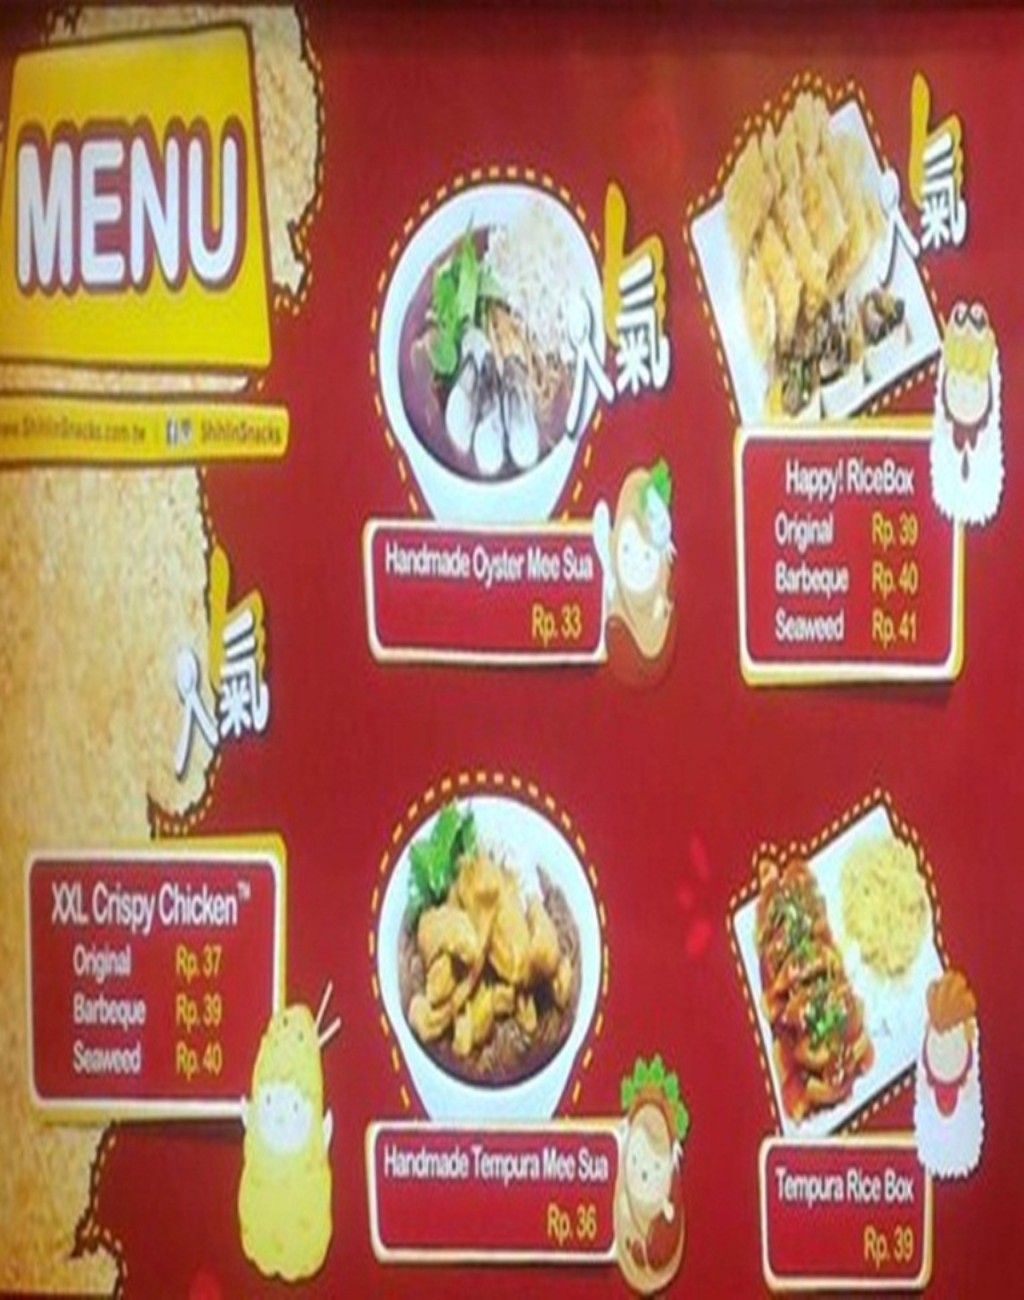 MENU
www.ShihlinSnacks.com.tw ShihlinSnacks
人氣
XXL Crispy Chicken™
Original Rp. 37
Barbeque Rp. 39
Seaweed Rp. 40
人氣
Handmade Oyster Mee Sua
Rp. 33
Handmade Tempura Mee Sua
Rp. 36
人氣
Happy! RiceBox
Original Rp. 39
Barbeque Rp. 40
Seaweed Rp. 41
Tempura Rice Box
Rp. 39